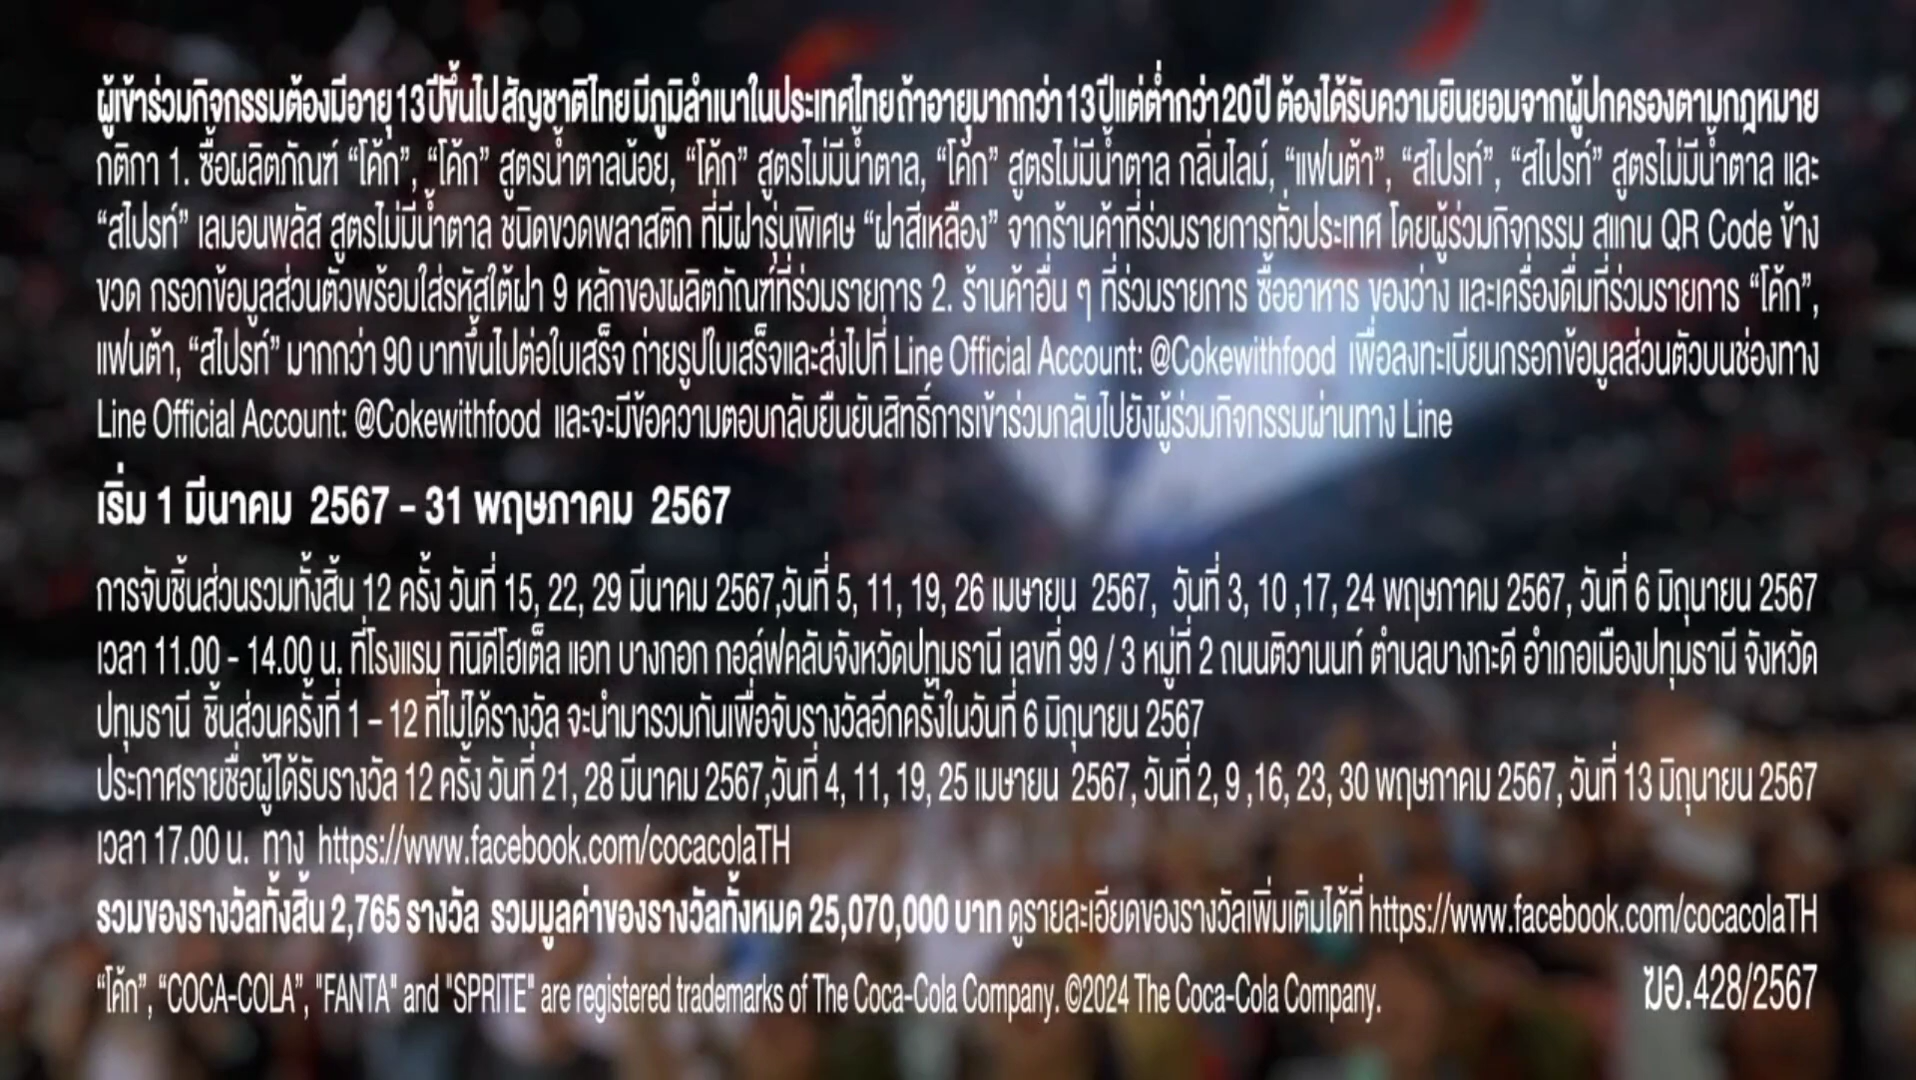 ผู้เข้าร่วมกิจกรรมต้องมีอายุ 13 ปีขึ้นไป สัญชาติไทย มีภูมิลำเนาในประเทศไทย ถ้าอายุมากกว่า 13 ปีแต่ต่ำกว่า 20 ปี ต้องได้รับความยินยอมจากผู้ปกครองตามกฎหมาย
กติกา 1. ซื้อผลิตภัณฑ์ “โค้ก”, “โค้ก” สูตรน้ำตาลน้อย, “โค้ก” สูตรไม่มีน้ำตาล, “โค้ก” สูตรไม่มีน้ำตาล กลิ่นไลม์, “แฟนต้า”, “สไปรท์”, “สไปรท์” สูตรไม่มีน้ำตาล และ
“สไปรท์” เลมอนพลัส สูตรไม่มีน้ำตาล ชนิดขวดพลาสติก ที่มีฝารุ่นพิเศษ “ฝาสีเหลือง” จากร้านค้าที่ร่วมรายการทั่วประเทศ โดยผู้ร่วมกิจกรรม สแกน QR Code ข้าง
ขวด กรอกข้อมูลส่วนตัวพร้อมใส่รหัสใต้ฝา 9 หลักของผลิตภัณฑ์ที่ร่วมรายการ 2. ร้านค้าอื่น ๆ ที่ร่วมรายการ ซื้ออาหาร ของว่าง และเครื่องดื่มที่ร่วมรายการ “โค้ก”,
แฟนต้า, “สไปรท์” มากกว่า 90 บาทขึ้นไปต่อใบเสร็จ ถ่ายรูปใบเสร็จและส่งไปที่ Line Official Account: @Cokewithfood เพื่อลงทะเบียนกรอกข้อมูลส่วนตัวบนช่องทาง
Line Official Account: @Cokewithfood และจะมีข้อความตอบกลับยืนยันสิทธิ์การเข้าร่วมกลับไปยังผู้ร่วมกิจกรรมผ่านทาง Line
เริ่ม 1 มีนาคม 2567 – 31 พฤษภาคม 2567
การจับชิ้นส่วนรวมทั้งสิ้น 12 ครั้ง วันที่ 15, 22, 29 มีนาคม 2567,วันที่ 5, 11, 19, 26 เมษายน 2567, วันที่ 3, 10 ,17, 24 พฤษภาคม 2567, วันที่ 6 มิถุนายน 2567
เวลา 11.00 - 14.00 น. ที่โรงแรม ทินิดีโฮเต็ล แอท บางกอก กอล์ฟคลับจังหวัดปทุมธานี เลขที่ 99 / 3 หมู่ที่ 2 ถนนติวานนท์ ตำบลบางกะดี อำเภอเมืองปทุมธานี จังหวัด
ปทุมธานี ชิ้นส่วนครั้งที่ 1 – 12 ที่ไม่ได้รางวัล จะนำมารวมกันเพื่อจับรางวัลอีกครั้งในวันที่ 6 มิถุนายน 2567
ประกาศรายชื่อผู้ได้รับรางวัล 12 ครั้ง วันที่ 21, 28 มีนาคม 2567,วันที่ 4, 11, 19, 25 เมษายน 2567, วันที่ 2, 9 ,16, 23, 30 พฤษภาคม 2567, วันที่ 13 มิถุนายน 2567
เวลา 17.00 น. ทาง https://www.facebook.com/cocacolaTH
รวมของรางวัลทั้งสิ้น 2,765 รางวัล รวมมูลค่าของรางวัลทั้งหมด 25,070,000 บาท ดูรายละเอียดของรางวัลเพิ่มเติมได้ที่ https://www.facebook.com/cocacolaTH
“โค้ก”, “COCA-COLA”, "FANTA" and "SPRITE" are registered trademarks of The Coca-Cola Company. ©2024 The Coca-Cola Company.
ฆอ.428/2567